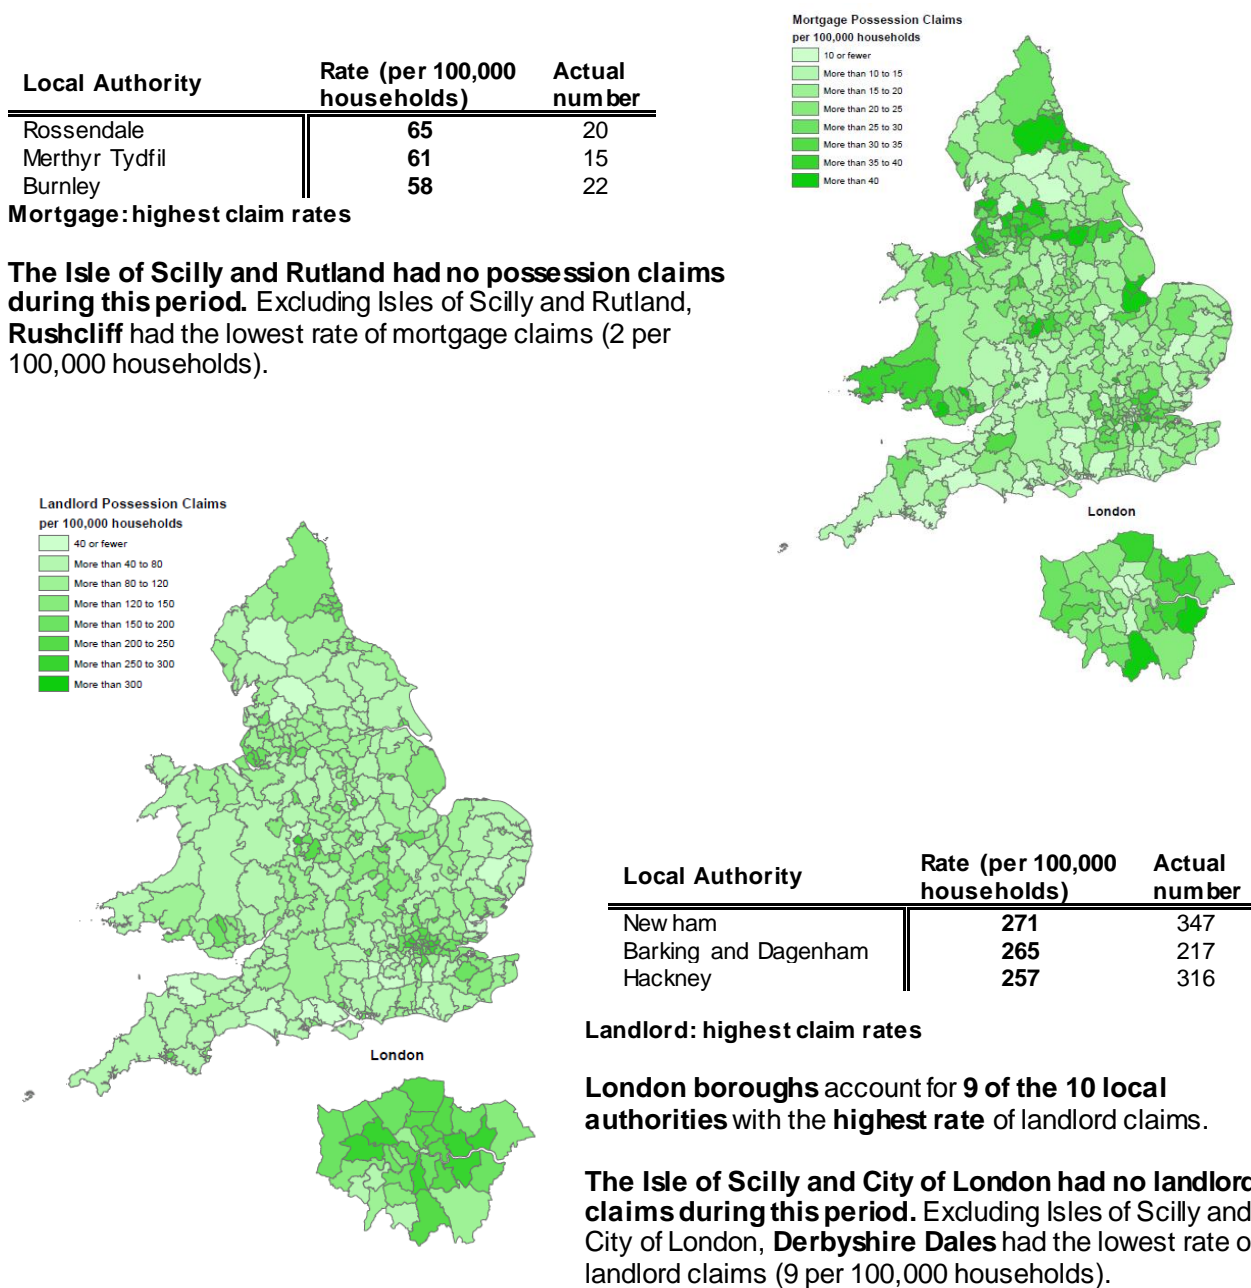 Local Authority Rate (per 100,000 households) Actual number
Rossendale 65 20
Merthyr Tydfil 61 15
Burnley 58 22
Mortgage: highest claim rates
The Isle of Scilly and Rutland had no possession claims
during this period. Excluding Isles of Scilly and Rutland,
Rushcliff had the lowest rate of mortgage claims (2 per
100,000 households).
Mortgage Possession Claims
per 100,000 households
10 or fewer
More than 10 to 15
More than 15 to 20
More than 20 to 25
More than 25 to 30
More than 30 to 35
More than 35 to 40
More than 40
London
Landlord Possession Claims
per 100,000 households
40 or fewer
More than 40 to 80
More than 80 to 120
More than 120 to 150
More than 150 to 200
More than 200 to 250
More than 250 to 300
More than 300
London
Local Authority Rate (per 100,000 households) Actual number
Newham 271 347
Barking and Dagenham 265 217
Hackney 257 316
Landlord: highest claim rates
London boroughs account for 9 of the 10 local
authorities with the highest rate of landlord claims.
The Isle of Scilly and City of London had no landlord
claims during this period. Excluding Isles of Scilly and
City of London, Derbyshire Dales had the lowest rate o
landlord claims (9 per 100,000 households).